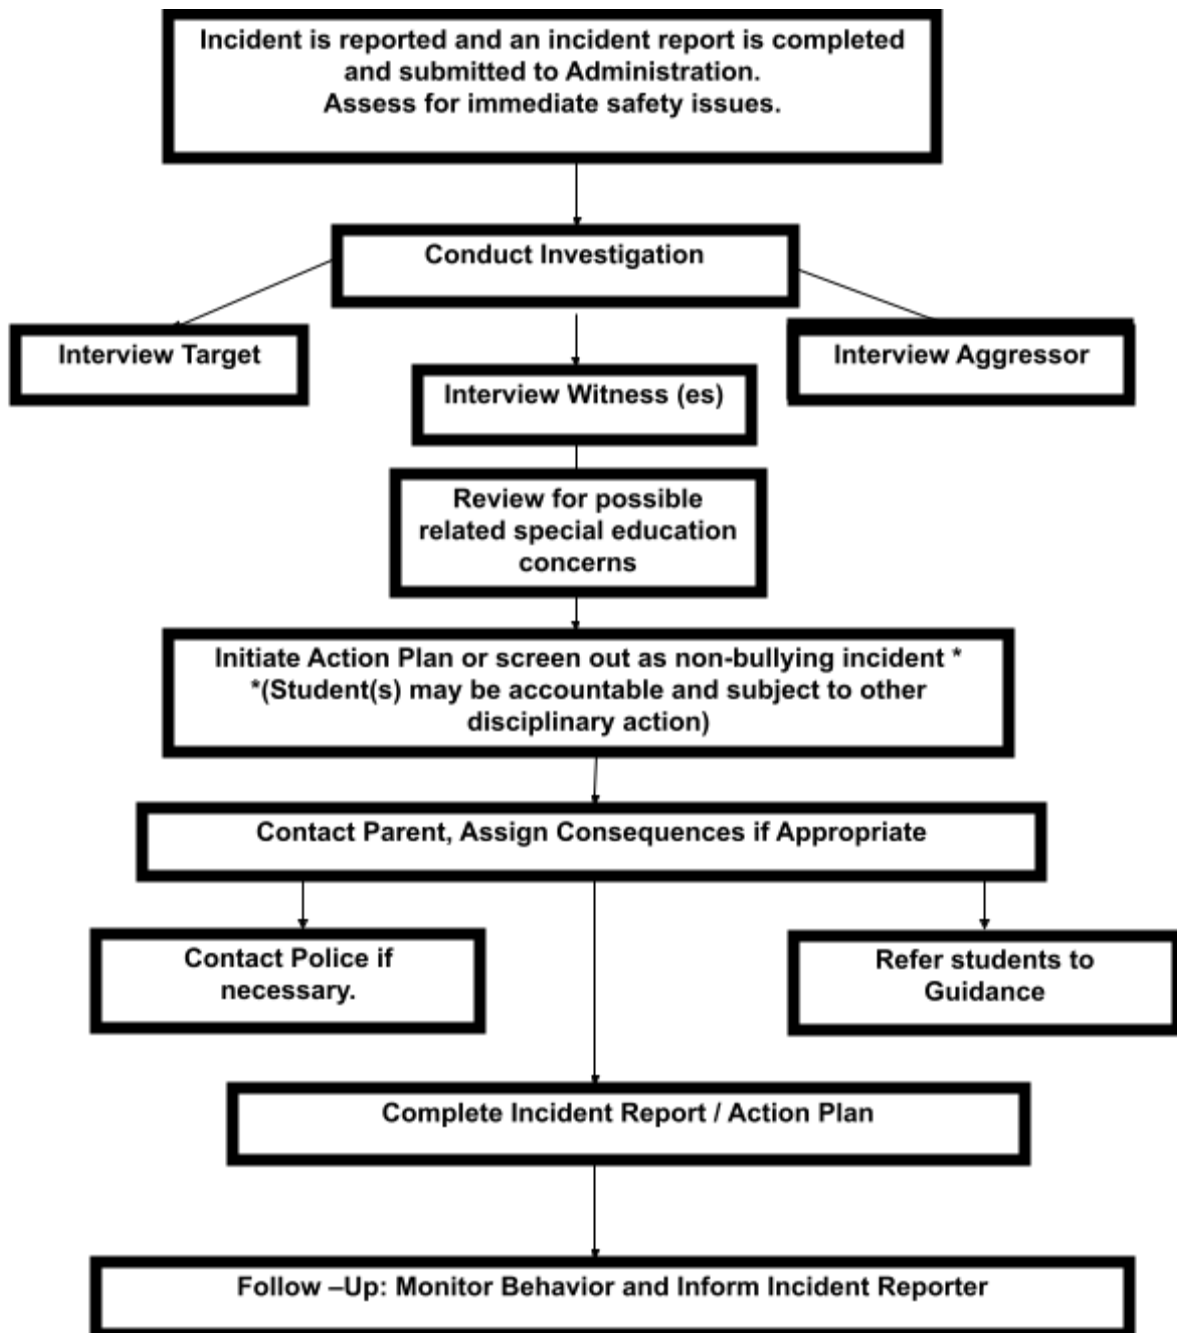 Incident is reported and an incident report is completed
and submitted to Administration.
Assess for immediate safety issues.
Conduct Investigation
Interview Target
Interview Aggressor
Interview Witness (es)
Review for possible
related special education
concerns
Initiate Action Plan or screen out as non-bullying incident *
*(Student(s) may be accountable and subject to other
disciplinary action)
Contact Parent, Assign Consequences if Appropriate
Contact Police if
necessary.
Refer students to
Guidance
Complete Incident Report / Action Plan
Follow –Up: Monitor Behavior and Inform Incident Reporter